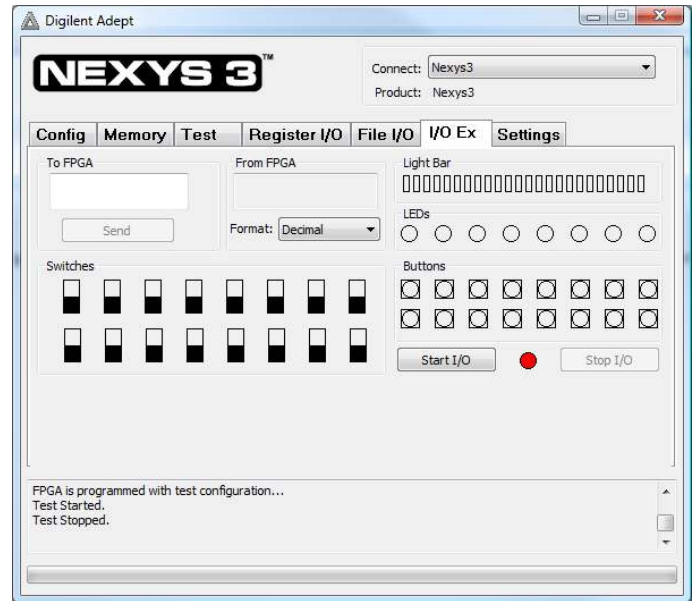 Digilent Adept
NEXYS 3™
Connect: Nexys3
Product: Nexys3
Config Memory Test Register I/O File I/O I/O Ex Settings
To FPGA
Send
From FPGA
Format: Decimal
Light Bar
LEDs
Switches
Buttons
Start I/O Stop I/O
FPGA is programmed with test configuration...
Test Started.
Test Stopped.